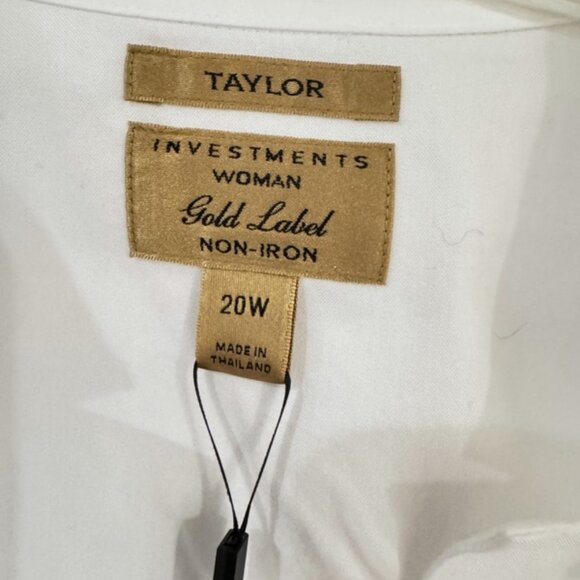 TAYLOR
INVESTMENTS
WOMAN
Gold Label
NON-IRON
20W
MADE IN
THAILAND